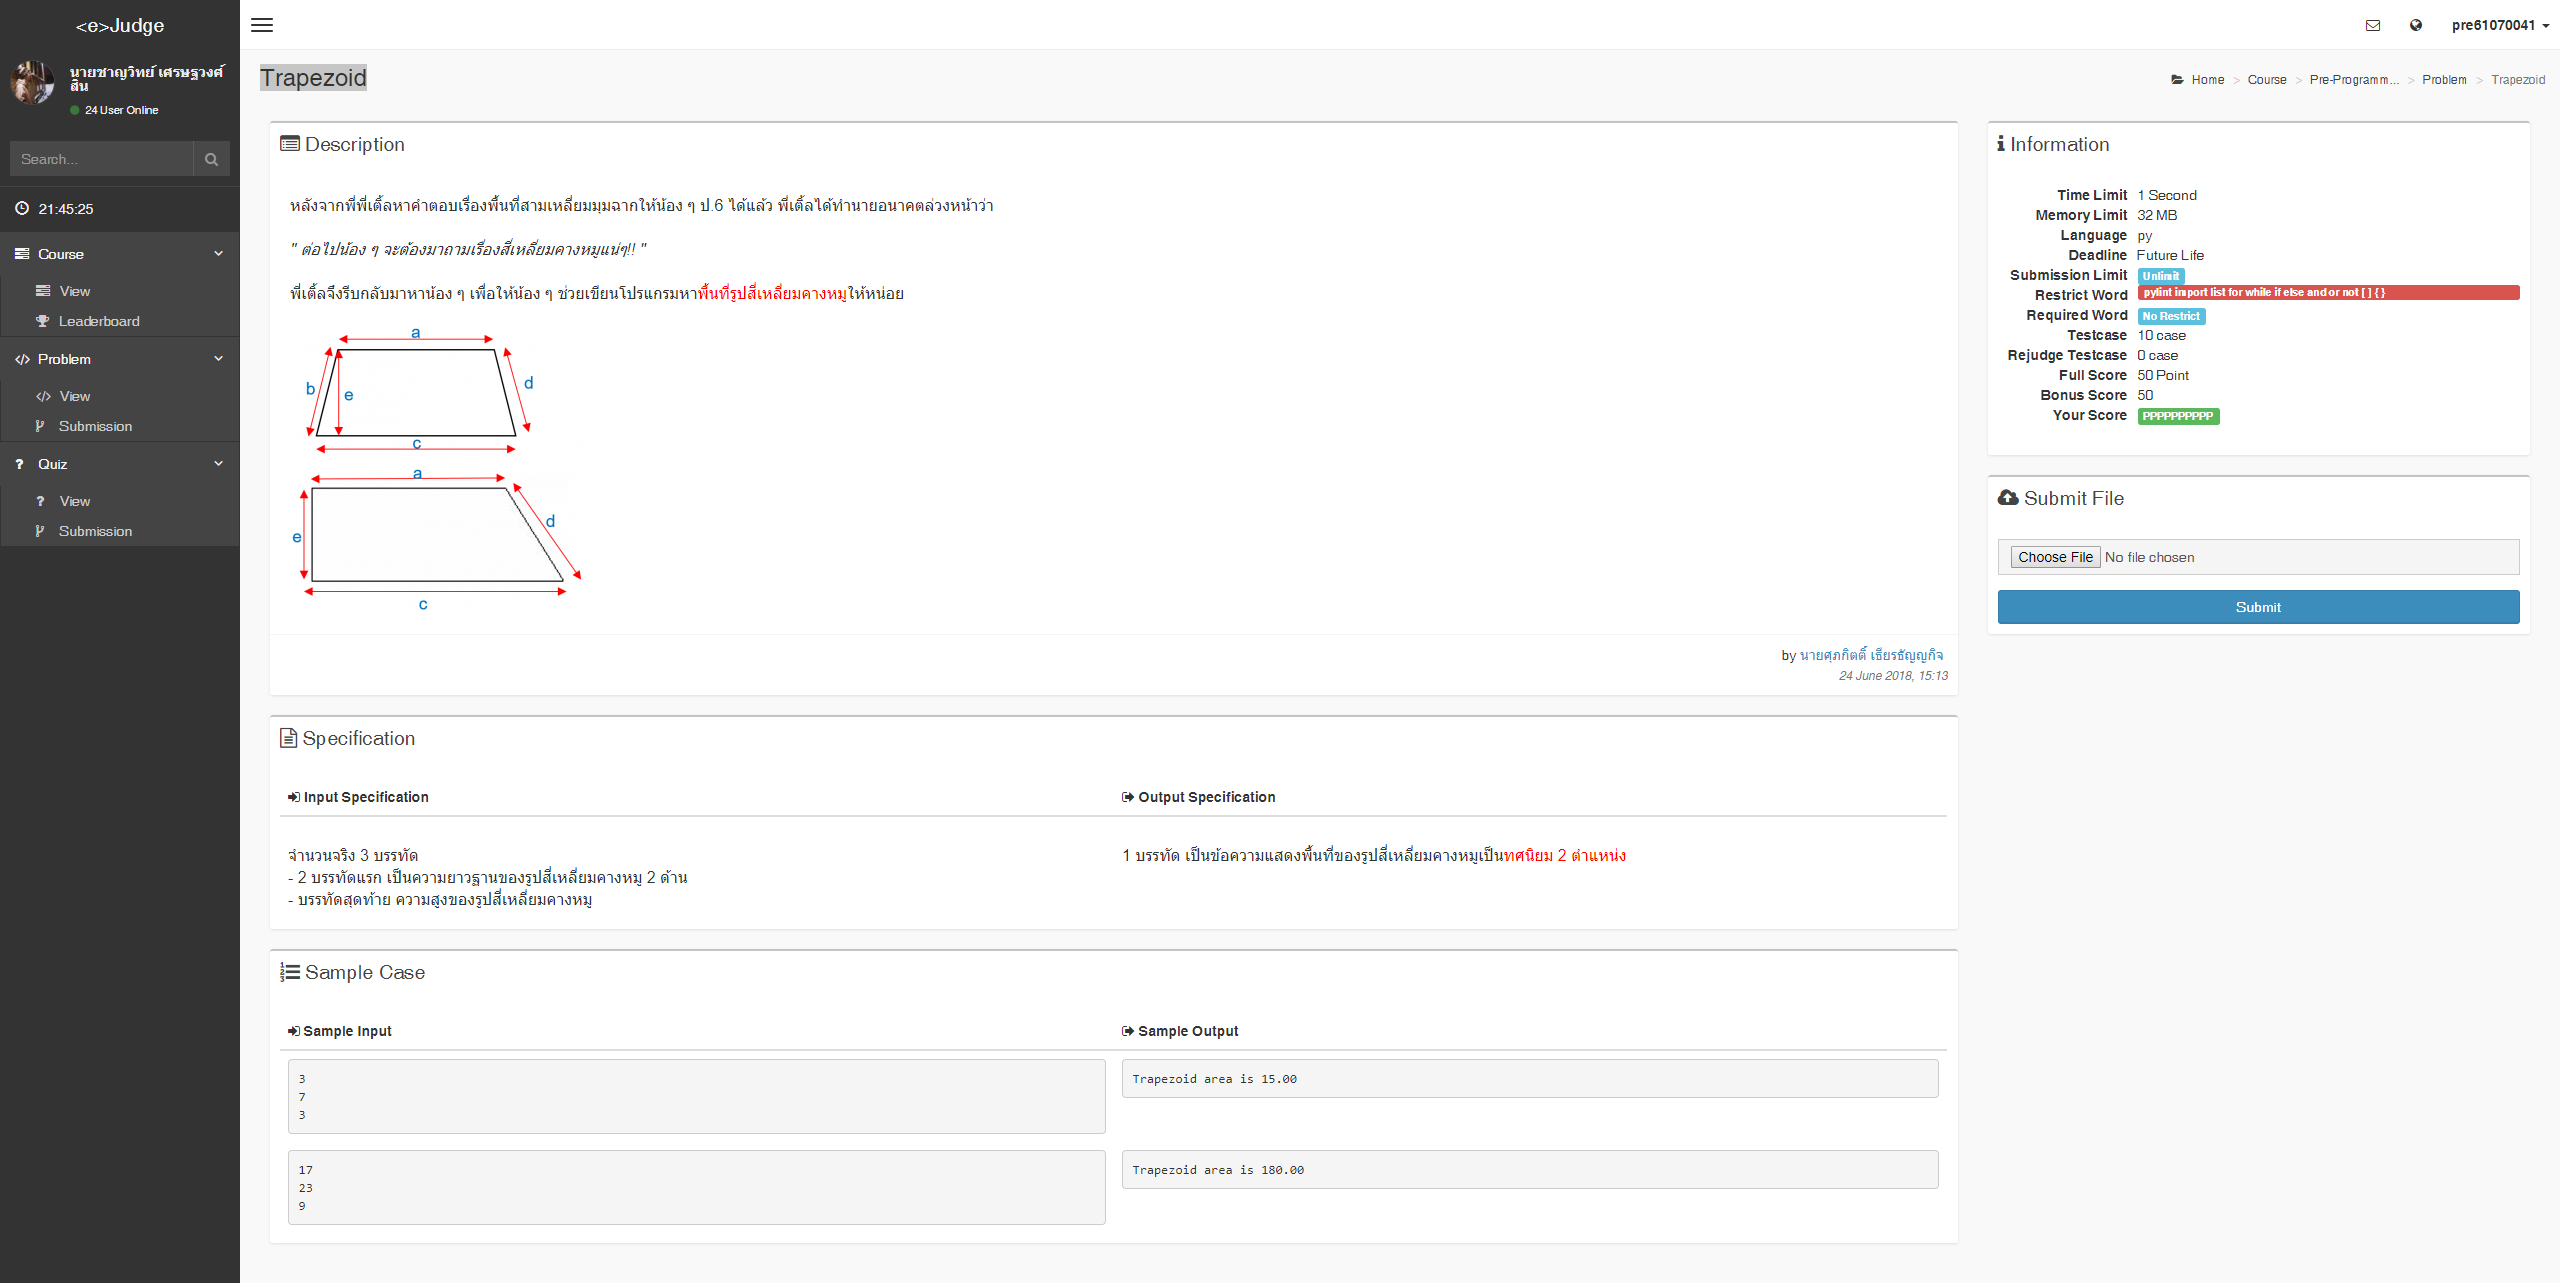 <e>Judge
pre61070041
นายชาญวิทย์ เศรษฐวงศ์
สิน
24 User Online
Search...
21:45:25
Course
View
Leaderboard
Problem
View
Submission
Quiz
View
Submission
Trapezoid
Home > Course > Pre-Programm... > Problem > Trapezoid
Description
หลังจากพี่พี่เติ้ลหาคำตอบเรื่องพื้นที่สามเหลี่ยมมุมฉากให้น้อง ๆ ป.6 ได้แล้ว พี่เติ้ลได้ทำนายอนาคตล่วงหน้าว่า
" ต่อไปน้อง ๆ จะต้องมาถามเรื่องสี่เหลี่ยมคางหมูแน่ๆ!! "
พี่เติ้ลจึงรีบกลับมาหาน้อง ๆ เพื่อให้น้อง ๆ ช่วยเขียนโปรแกรมหาพื้นที่รูปสี่เหลี่ยมคางหมูให้หน่อย
a
b
e
d
c
a
e
d
c
by นายศุภกิตติ์ เธียรธัญญกิจ
24 June 2018, 15:13
Specification
Input Specification
จำนวนจริง 3 บรรทัด
- 2 บรรทัดแรก เป็นความยาวฐานของรูปสี่เหลี่ยมคางหมู 2 ด้าน
- บรรทัดสุดท้าย ความสูงของรูปสี่เหลี่ยมคางหมู
Output Specification
1 บรรทัด เป็นข้อความแสดงพื้นที่ของรูปสี่เหลี่ยมคางหมูเป็นทศนิยม 2 ตำแหน่ง
Sample Case
Sample Input
Sample Output
3
7
3
Trapezoid area is 15.00
17
23
9
Trapezoid area is 180.00
Information
Time Limit 1 Second
Memory Limit 32 MB
Language py
Deadline Future Life
Submission Limit Unlimit
Restrict Word pylint import list for while if else and or not [ ] { }
Required Word No Restrict
Testcase 10 case
Rejudge Testcase 0 case
Full Score 50 Point
Bonus Score 50
Your Score PPPPPPPPPP
Submit File
Choose File No file chosen
Submit